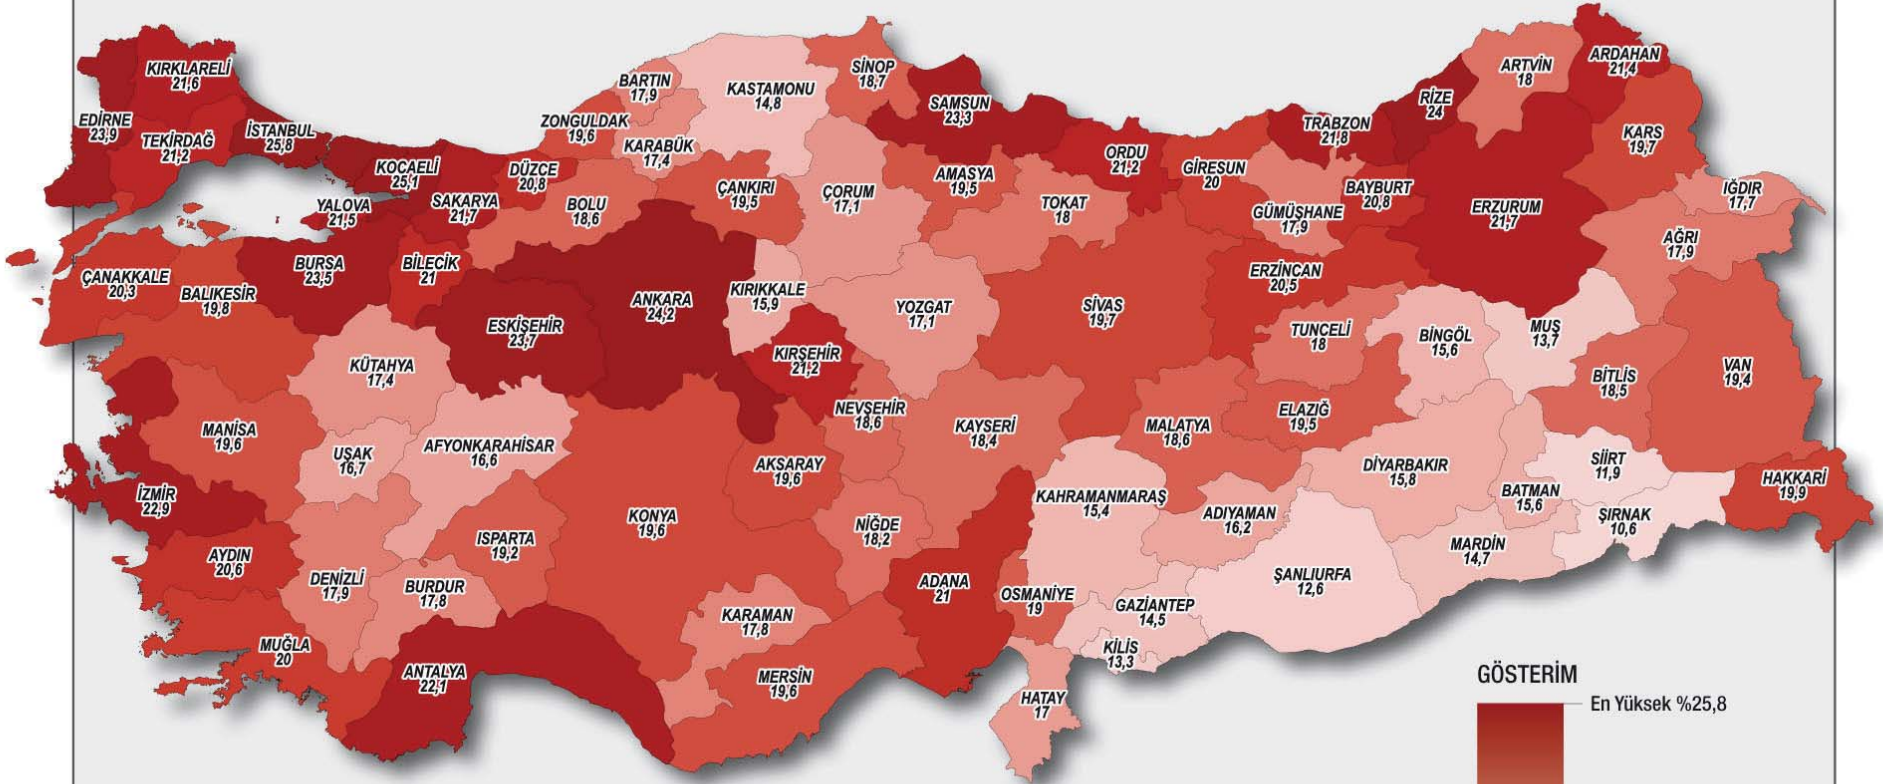 KIRKLARELİ
21,6
EDİRNE
23,9
TEKİRDAĞ
21,2
İSTANBUL
25,8
KOCAELİ
25,1
YALOVA
21,5
SAKARYA
21,7
DÜZCE
20,8
ZONGULDAK
19,6
BARTIN
17,9
KARABÜK
17,4
KASTAMONU
14,8
SİNOP
18,7
SAMSUN
23,3
BOLU
18,6
ÇANKIRI
19,5
ÇORUM
17,1
AMASYA
19,5
TOKAT
18
ORDU
21,2
GİRESUN
20
TRABZON
21,8
RİZE
24
ARTVİN
18
ARDAHAN
21,4
KARS
19,7
IĞDIR
17,7
GÜMÜŞHANE
17,9
BAYBURT
20,8
ERZURUM
21,7
AĞRI
17,9
ÇANAKKALE
20,3
BALIKESİR
19,8
BURSA
23,5
BİLECİK
21
ESKİŞEHİR
23,7
ANKARA
24,2
KIRIKKALE
15,9
YOZGAT
17,1
SİVAS
19,7
ERZİNCAN
20,5
TUNCELİ
18
BİNGÖL
15,6
MUŞ
13,7
BİTLİS
18,5
VAN
19,4
KÜTAHYA
17,4
KIRŞEHİR
21,2
NEVŞEHİR
18,6
KAYSERİ
18,4
MALATYA
18,6
ELAZIĞ
19,5
MANİSA
19,6
UŞAK
16,7
AFYONKARAHİSAR
16,6
AKSARAY
19,6
DİYARBAKIR
15,8
SİİRT
11,9
BATMAN
15,6
HAKKARİ
19,9
İZMİR
22,9
KONYA
19,6
NİĞDE
18,2
KAHRAMANMARAŞ
15,4
ADIYAMAN
16,2
ŞIRNAK
10,6
AYDIN
20,6
DENİZLİ
17,9
ISPARTA
19,2
BURDUR
17,8
MARDİN
14,7
ŞANLIURFA
12,6
ADANA
21
OSMANİYE
19
GAZİANTEP
14,5
KARAMAN
17,8
MUĞLA
20
ANTALYA
22,1
MERSİN
19,6
KİLİS
13,3
HATAY
17
GÖSTERİM
En Yüksek %25,8